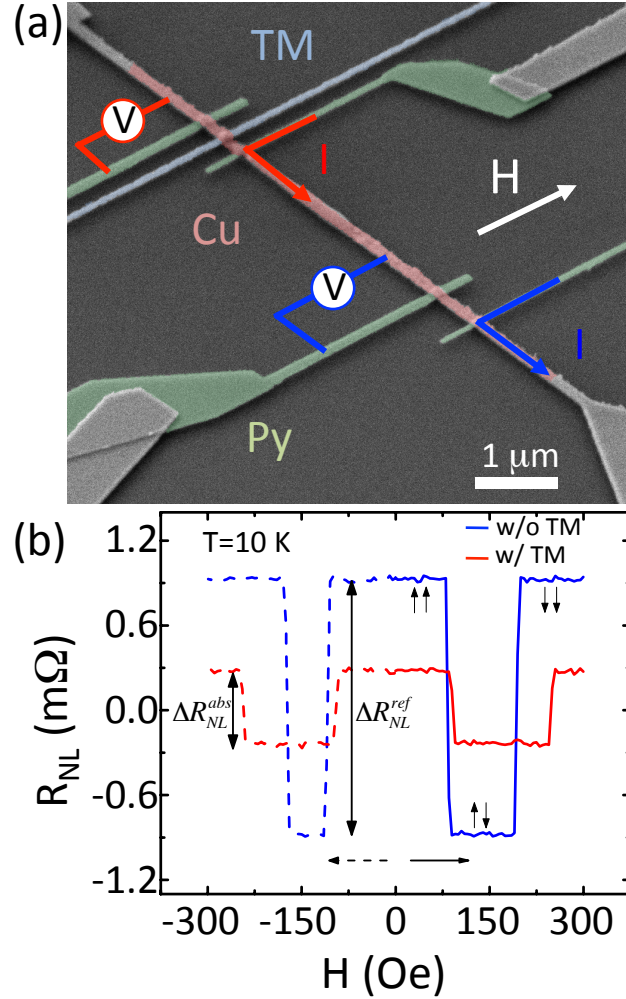 (a)
TM
V
I
H
Cu
V
I
Py
1 μm
(b)
T=10 K
w/o TM
w/ TM
1.2
0.6
0.0
-0.6
-1.2
R_NL (mΩ)
ΔR_NL^abs
ΔR_NL^ref
-300 -150 0 150 300
H (Oe)